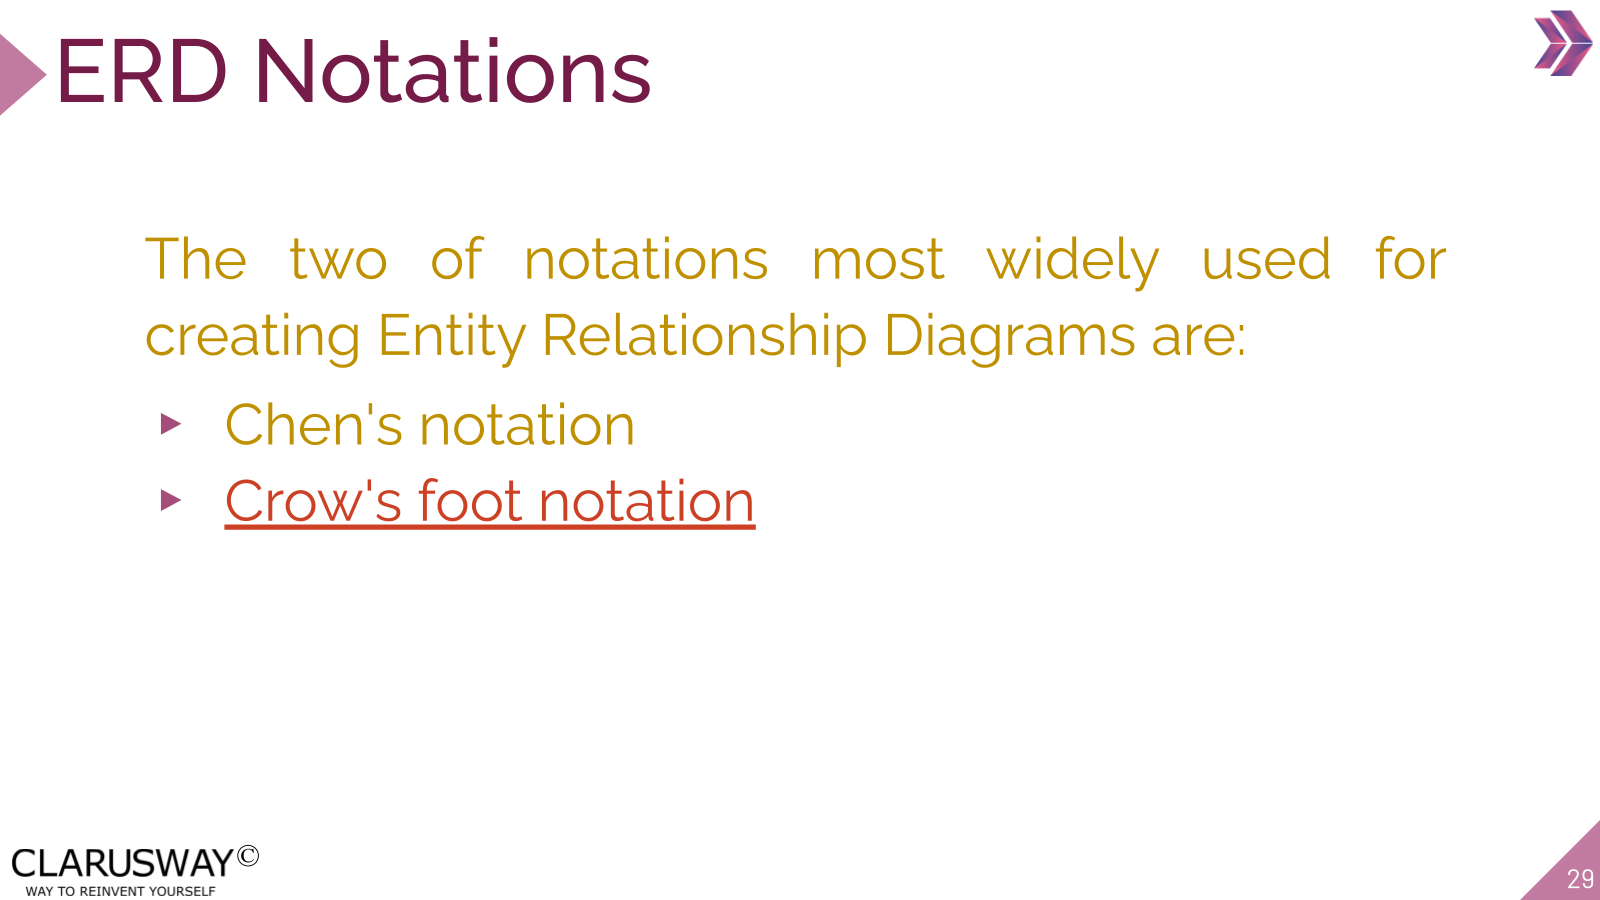 ERD Notations
The two of notations most widely used for
creating Entity Relationship Diagrams are:
▸ Chen's notation
▸ Crow's foot notation
CLARUSWAY©
WAY TO REINVENT YOURSELF
29